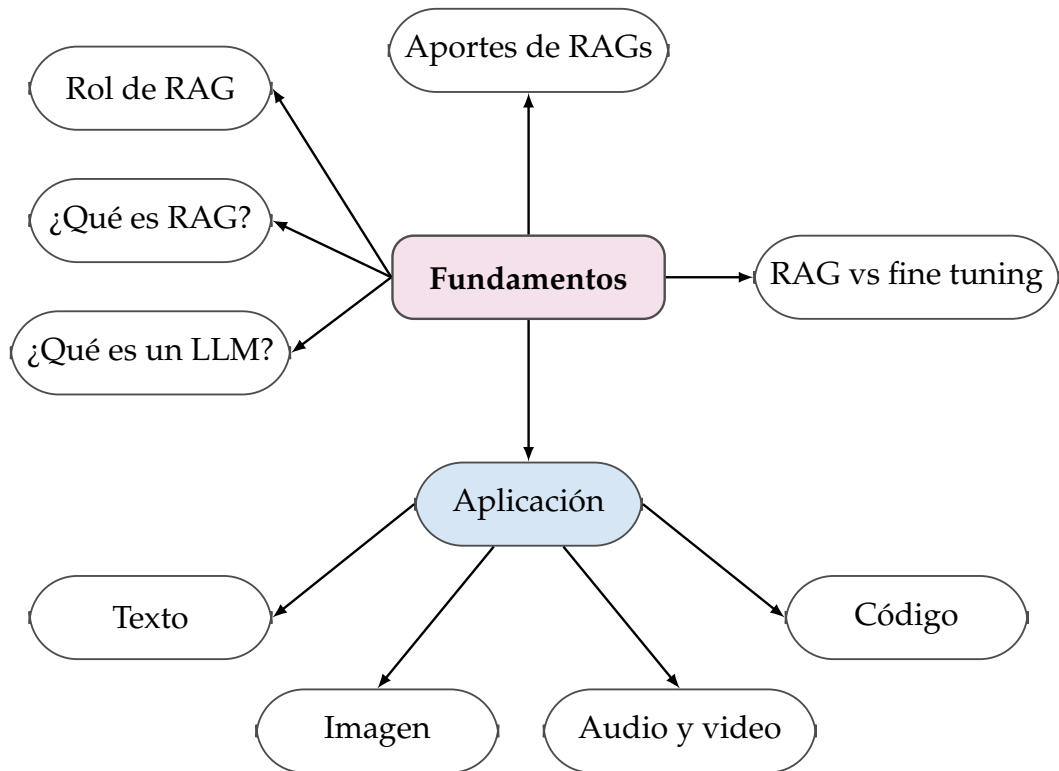 Aportes de RAGs
Rol de RAG
¿Qué es RAG?
Fundamentos
RAG vs fine tuning
¿Qué es un LLM?
Aplicación
Texto
Código
Imagen
Audio y video